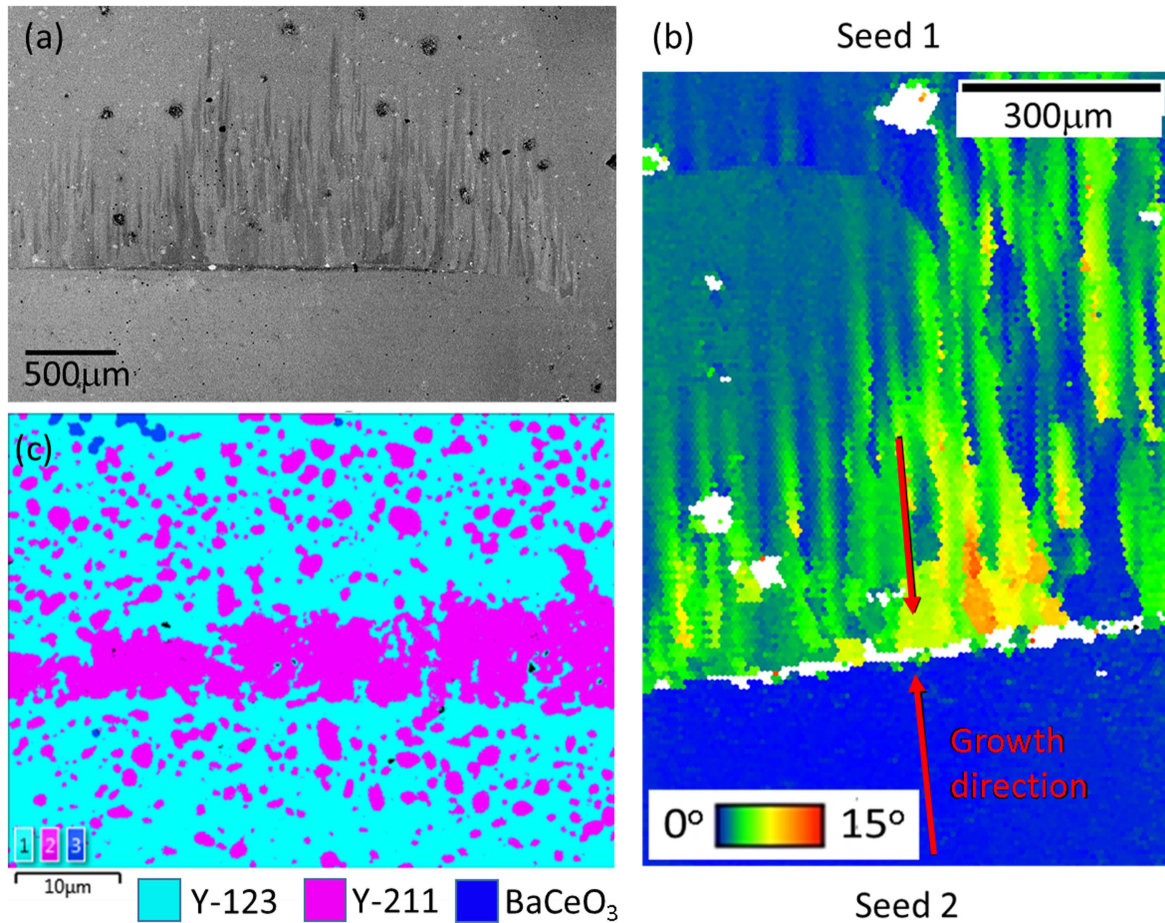 (a)
500μm
(b)
Seed 1
300μm
Growth
direction
0° 15°
Seed 2
(c)
1 2 3
10μm
Y-123 Y-211 BaCeO₃